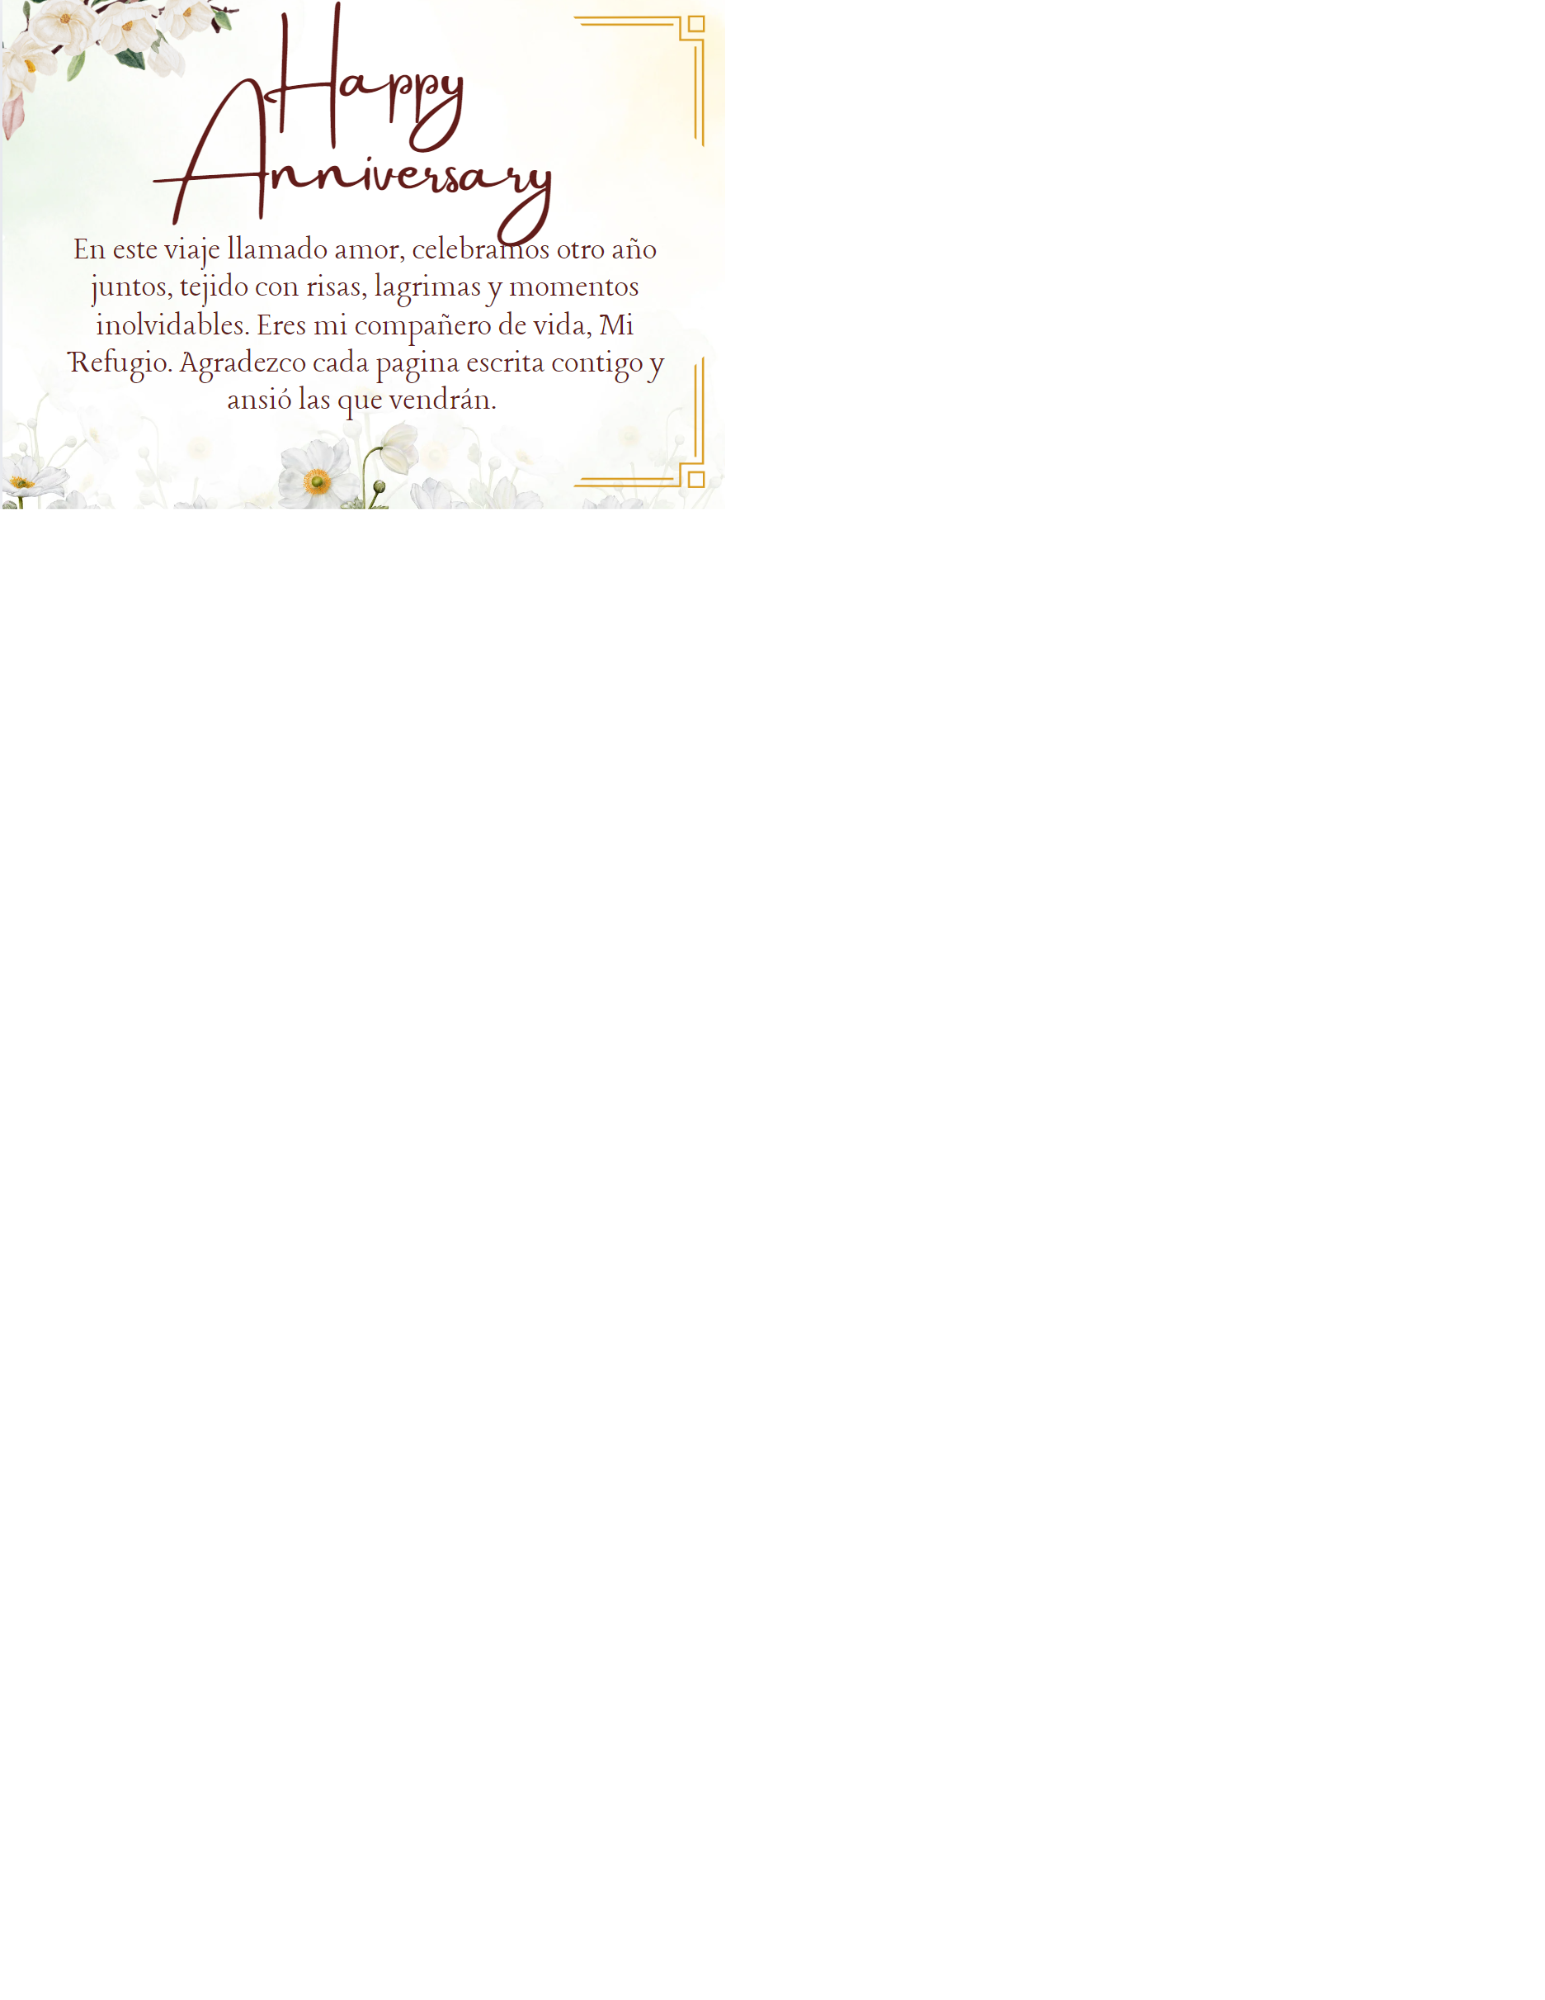 Happy
Anniversary
En este viaje llamado amor, celebramos otro año
juntos, tejido con risas, lagrimas y momentos
inolvidables. Eres mi compañero de vida, Mi
Refugio. Agradezco cada pagina escrita contigo y
ansió las que vendrán.